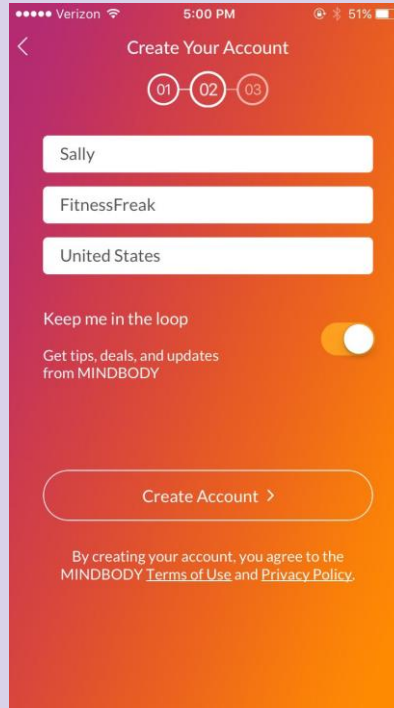 Verizon 5:00 PM 51%
Create Your Account
01 02 03
Sally
FitnessFreak
United States
Keep me in the loop
Get tips, deals, and updates
from MINDBODY
Create Account >
By creating your account, you agree to the
MINDBODY Terms of Use and Privacy Policy.